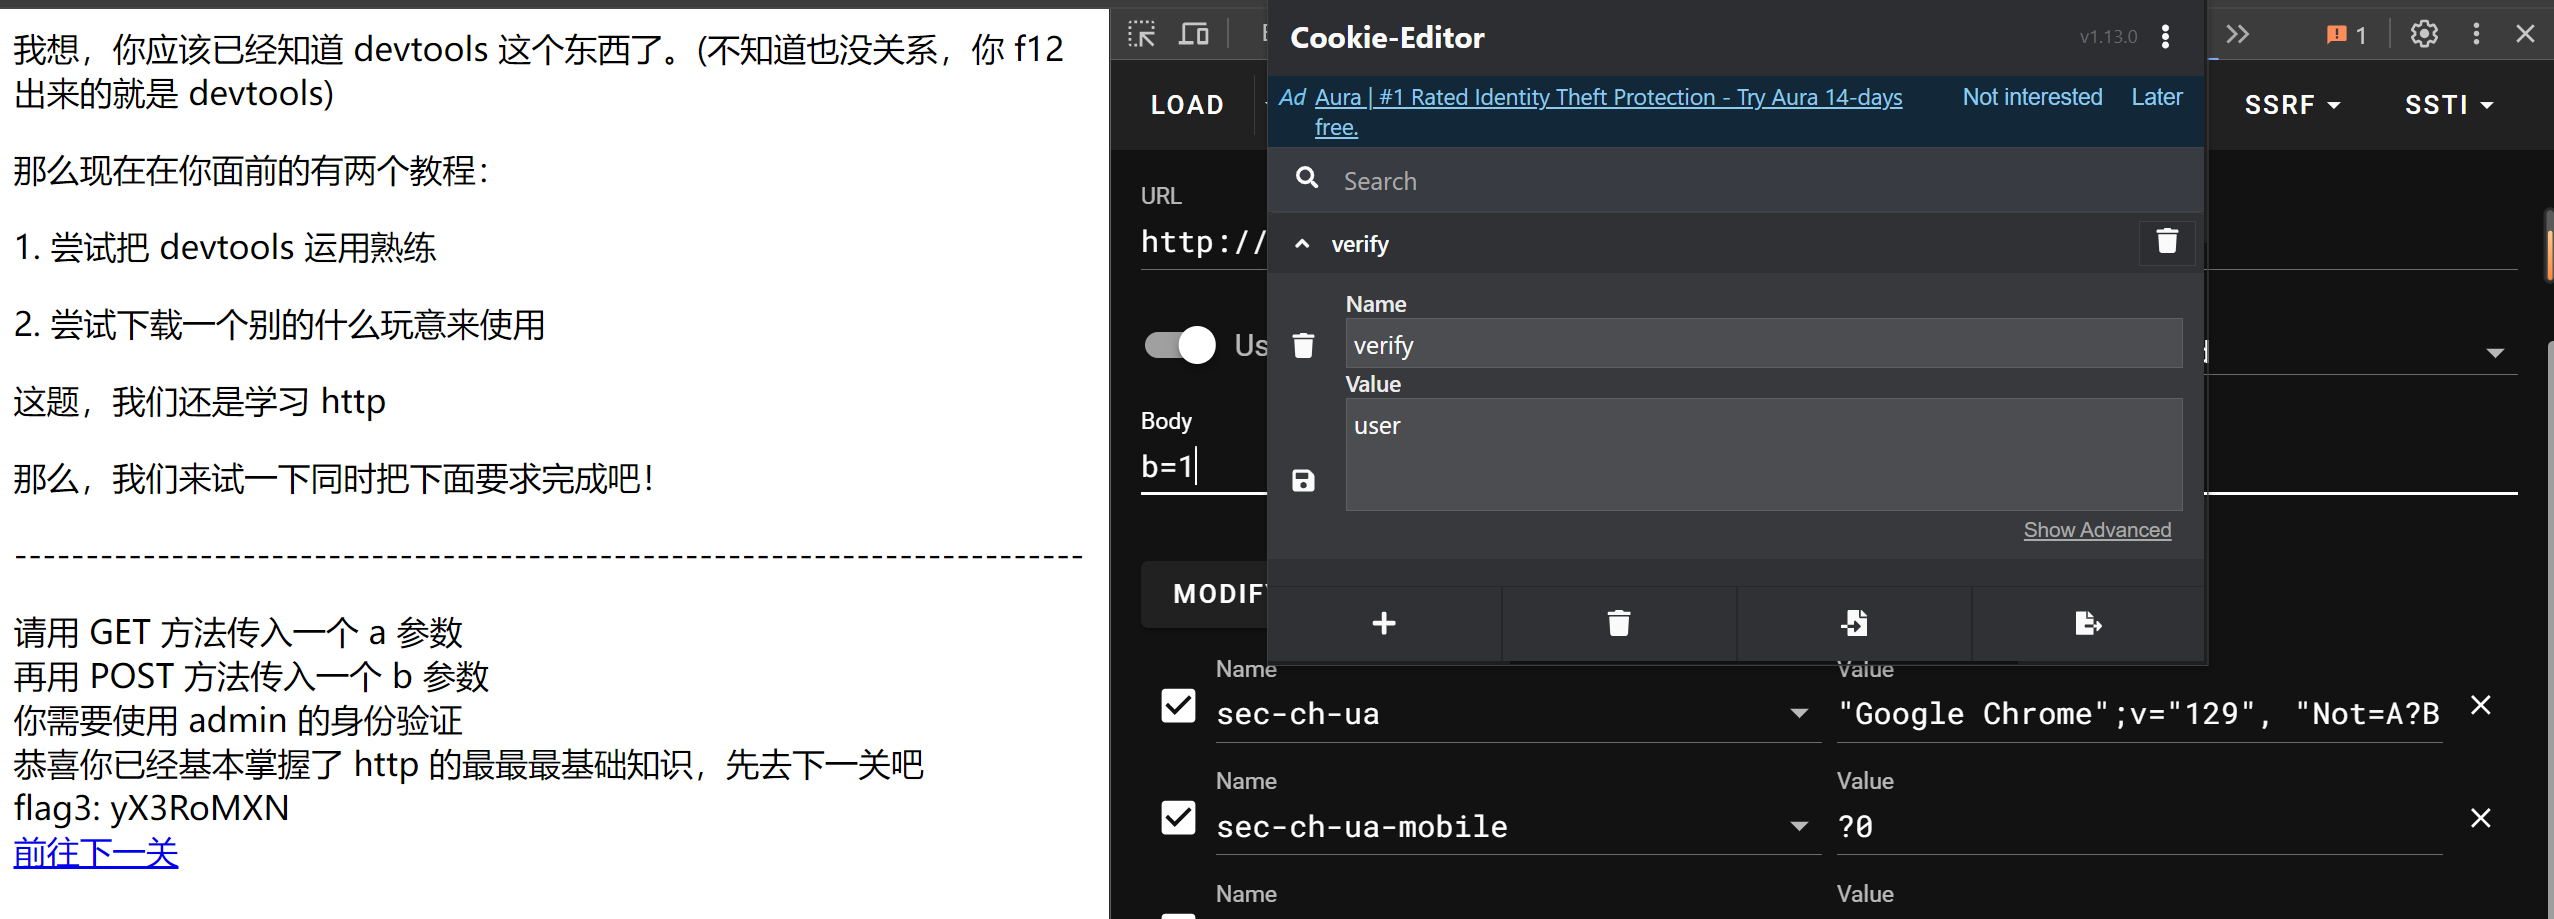 我想，你应该已经知道 devtools 这个东西了。(不知道也没关系，你 f12
出来的就是 devtools)
那么现在在你面前的有两个教程：
1. 尝试把 devtools 运用熟练
2. 尝试下载一个别的什么玩意来使用
这题，我们还是学习 http
那么，我们来试一下同时把下面要求完成吧！
---------------------------------------------------------------------------
请用 GET 方法传入一个 a 参数
再用 POST 方法传入一个 b 参数
你需要使用 admin 的身份验证
恭喜你已经基本掌握了 http 的最最最基础知识，先去下一关吧
flag3: yX3RoMXN
前往下一关
1
LOAD
SSRF
SSTI
URL
http://
Us
Body
b=1
MODIF
Cookie-Editor
v1.13.0
Ad Aura | #1 Rated Identity Theft Protection - Try Aura 14-days
free.
Not interested
Later
Search
verify
Name
verify
Value
user
Show Advanced
Name
Value
sec-ch-ua
"Google Chrome";v="129", "Not=A?B
Name
Value
sec-ch-ua-mobile
?0
Name
Value